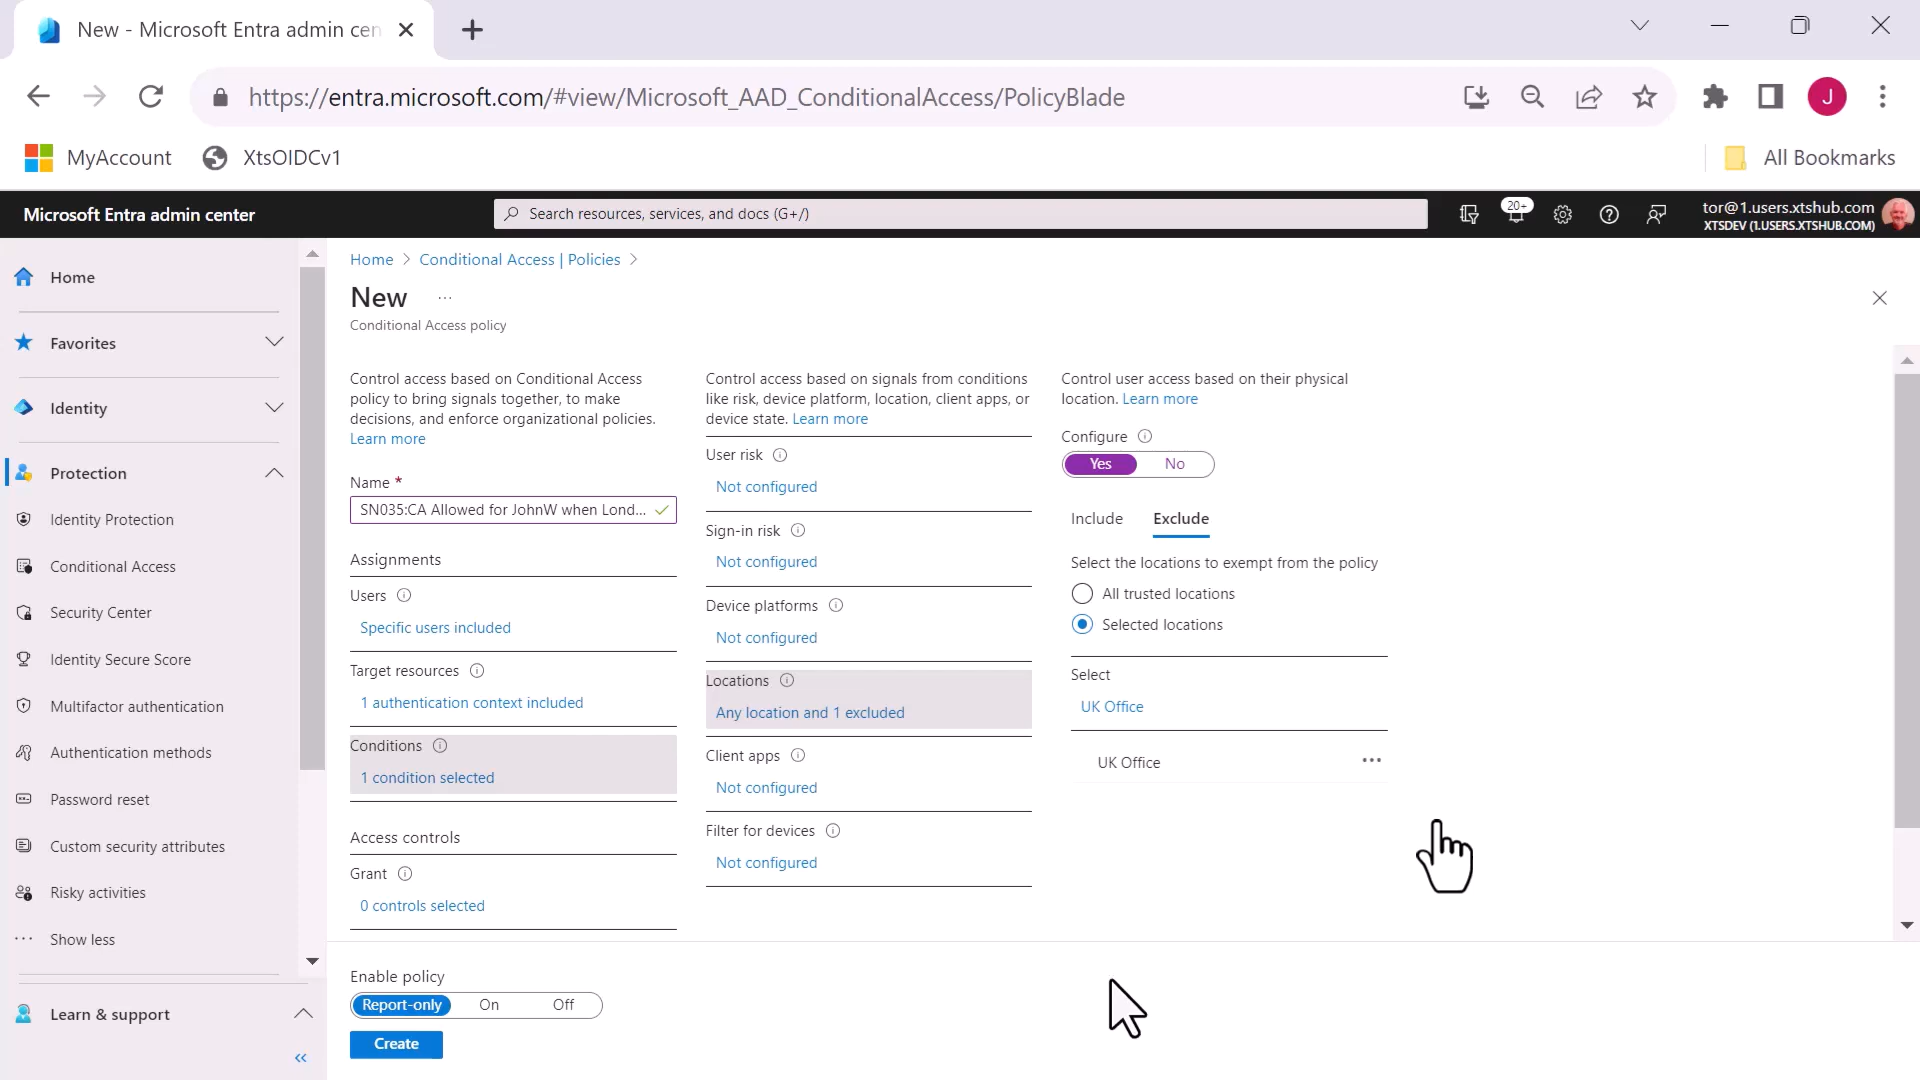 New - Microsoft Entra admin cen
https://entra.microsoft.com/#view/Microsoft_AAD_ConditionalAccess/PolicyBlade
J
MyAccount
XtsOIDCv1
All Bookmarks
Microsoft Entra admin center
Search resources, services, and docs (G+/)
20+
tor@1.users.xtshub.com
XTSDEV (1.USERS.XTSHUB.COM)
Home
Favorites
Identity
Protection
Identity Protection
Conditional Access
Security Center
Identity Secure Score
Multifactor authentication
Authentication methods
Password reset
Custom security attributes
Risky activities
Show less
Learn & support
Home > Conditional Access | Policies >
New
Conditional Access policy
Control access based on Conditional Access
policy to bring signals together, to make
decisions, and enforce organizational policies.
Learn more
Name *
SN035:CA Allowed for JohnW when Lond...
Assignments
Users
Specific users included
Target resources
1 authentication context included
Conditions
1 condition selected
Access controls
Grant
0 controls selected
Control access based on signals from conditions
like risk, device platform, location, client apps, or
device state. Learn more
User risk
Not configured
Sign-in risk
Not configured
Device platforms
Not configured
Locations
Any location and 1 excluded
Client apps
Not configured
Filter for devices
Not configured
Control user access based on their physical
location. Learn more
Configure
Yes No
Include Exclude
Select the locations to exempt from the policy
All trusted locations
Selected locations
Select
UK Office
UK Office
Enable policy
Report-only On Off
Create